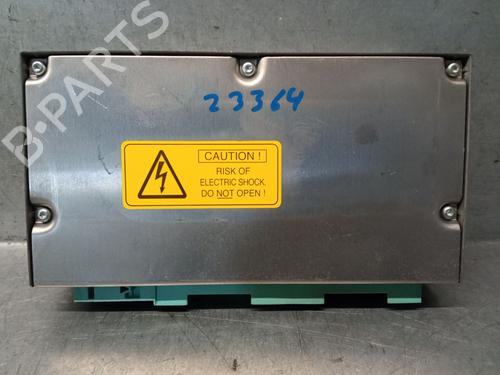 B-PARTS
23364
CAUTION !
RISK OF
ELECTRIC SHOCK.
DO NOT OPEN !